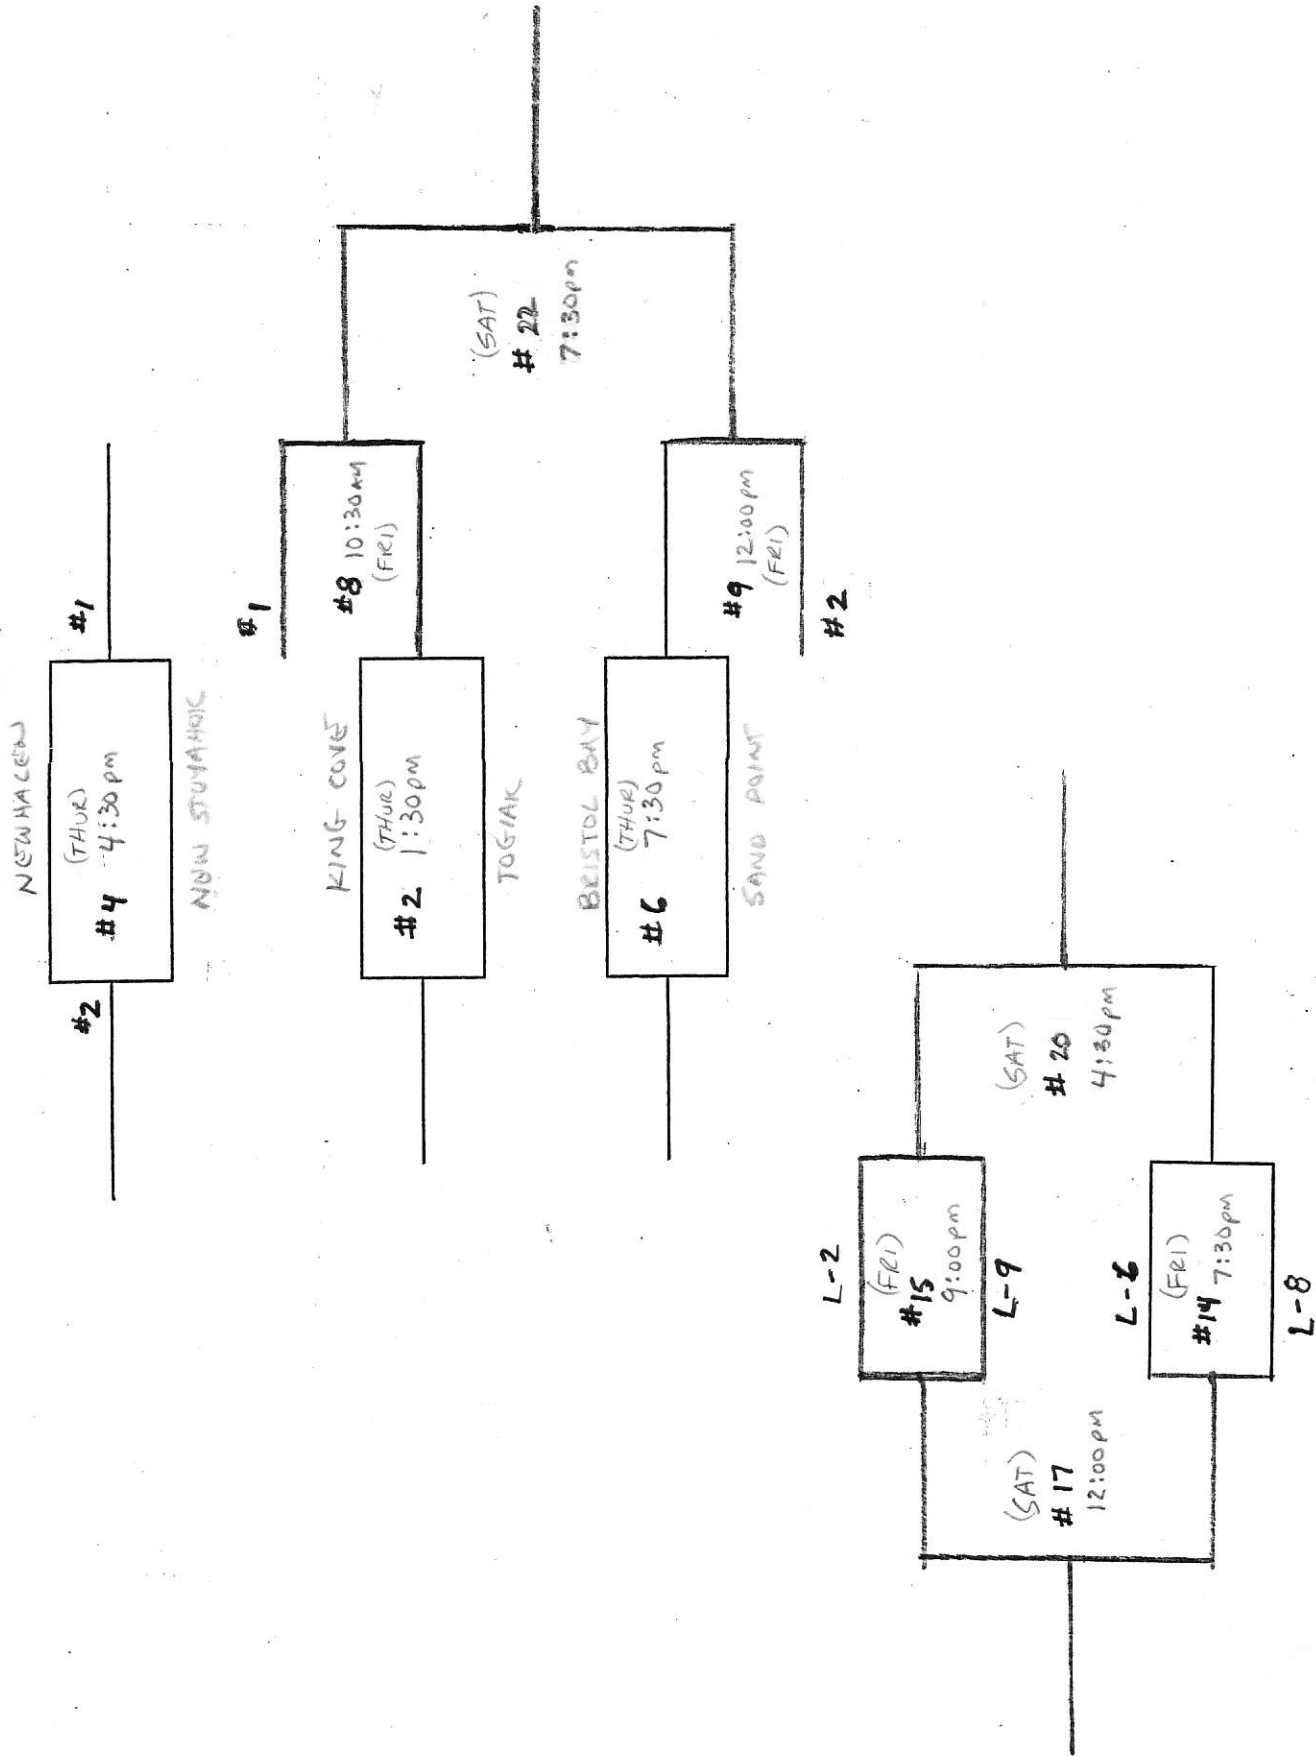 NEWHALEN
(THUR)
#4 4:30pm
#2
#1
NEW STUYAHOK
#1
KING COVE
(THUR)
#2 1:30pm
TOGIAK
#8 10:30AM
(FRI)
BRISTOL BAY
(THUR)
#6 7:30pm
SAND POINT
#9 12:00pm
(FRI)
#2
(SAT)
# 22
7:30pm
L-2
(FRI)
#15
9:00pm
L-9
L-6
(FRI)
#14 7:30pm
L-8
(SAT)
# 17
12:00pm
(SAT)
# 20
4:30pm